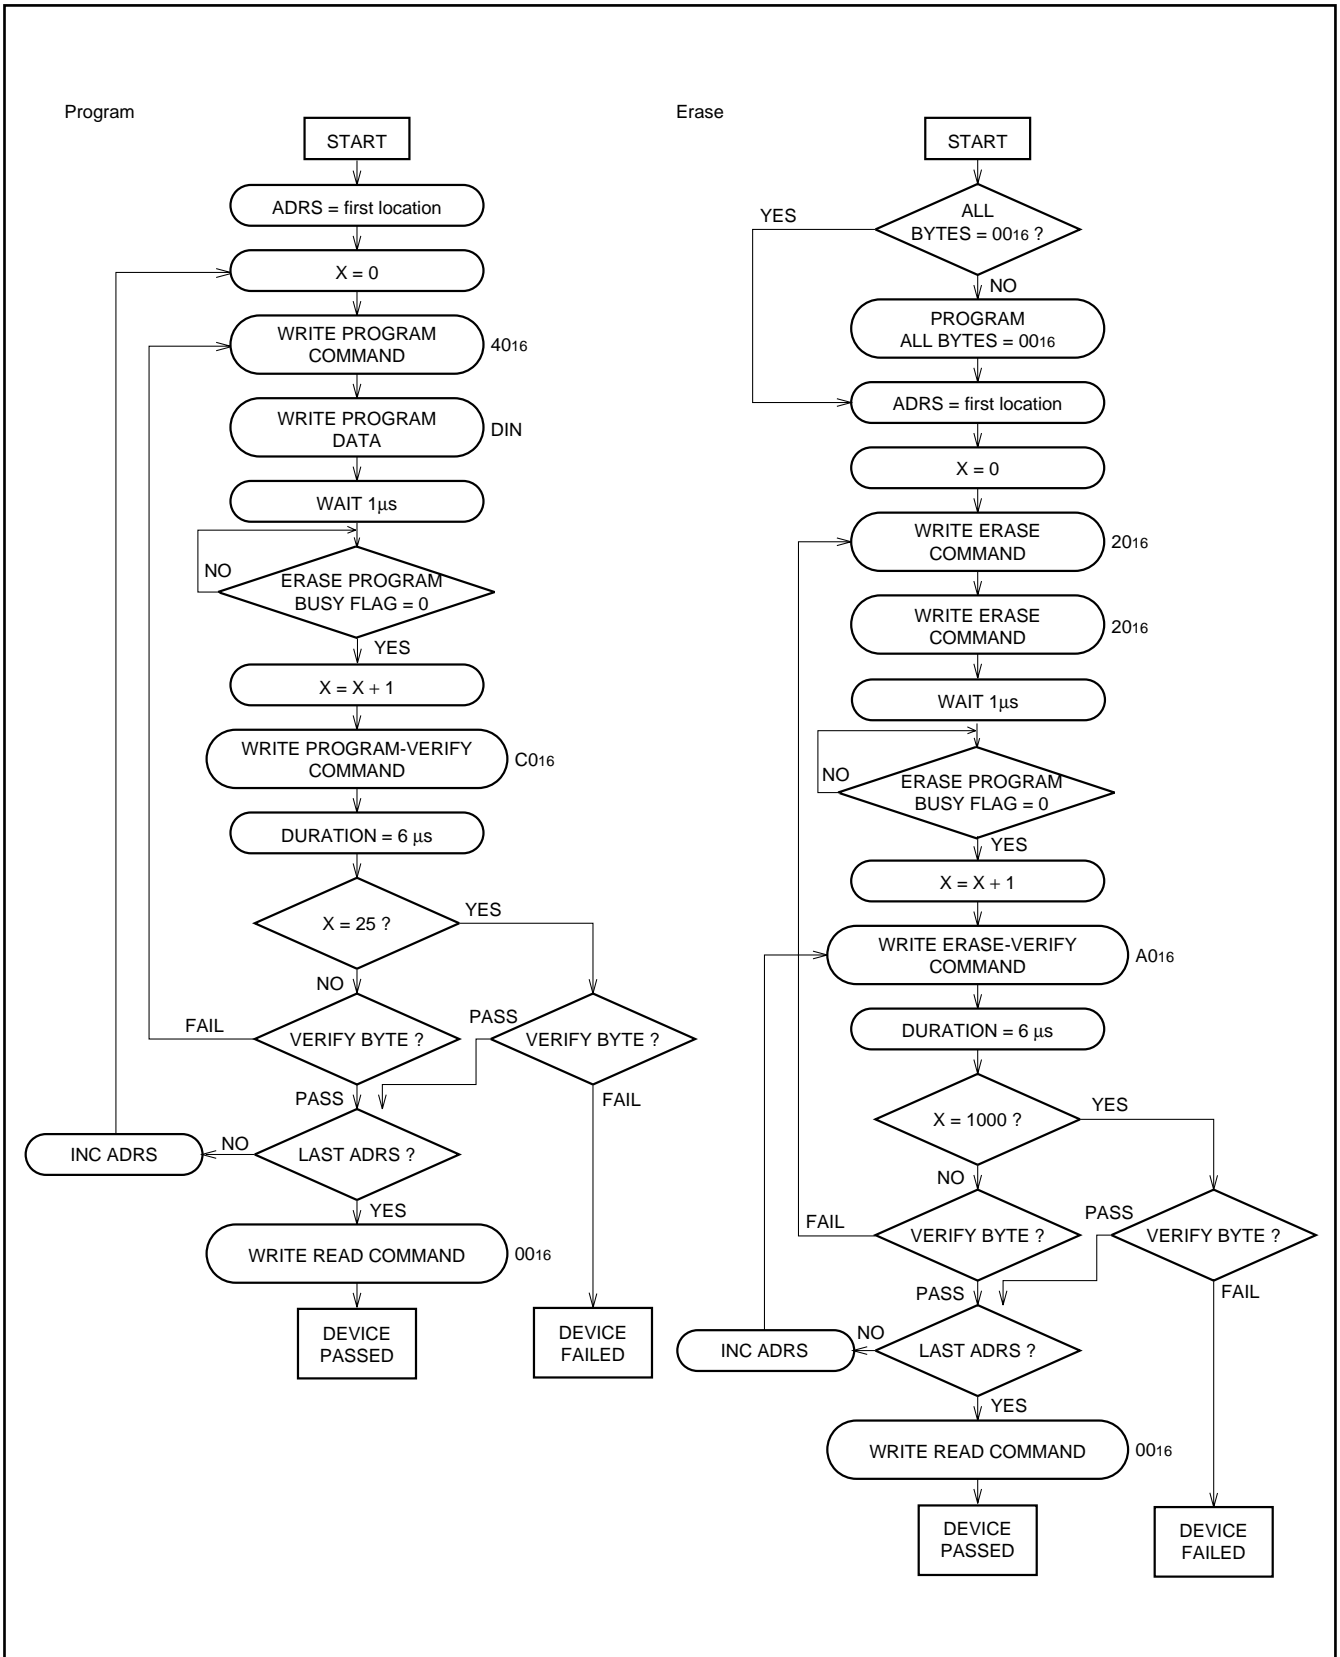 Program
START
ADRS = first location
X = 0
WRITE PROGRAM
COMMAND
4016
WRITE PROGRAM
DATA
DIN
WAIT 1μs
NO
ERASE PROGRAM
BUSY FLAG = 0
YES
X = X + 1
WRITE PROGRAM-VERIFY
COMMAND
C016
DURATION = 6 μs
X = 25 ?
YES
NO
FAIL
VERIFY BYTE ?
PASS
VERIFY BYTE ?
PASS
FAIL
INC ADRS
NO
LAST ADRS ?
YES
WRITE READ COMMAND
0016
DEVICE
PASSED
DEVICE
FAILED
Erase
START
YES
ALL
BYTES = 0016 ?
NO
PROGRAM
ALL BYTES = 0016
ADRS = first location
X = 0
WRITE ERASE
COMMAND
2016
WRITE ERASE
COMMAND
2016
WAIT 1μs
NO
ERASE PROGRAM
BUSY FLAG = 0
YES
X = X + 1
WRITE ERASE-VERIFY
COMMAND
A016
DURATION = 6 μs
X = 1000 ?
YES
NO
FAIL
VERIFY BYTE ?
PASS
VERIFY BYTE ?
PASS
FAIL
INC ADRS
NO
LAST ADRS ?
YES
WRITE READ COMMAND
0016
DEVICE
PASSED
DEVICE
FAILED